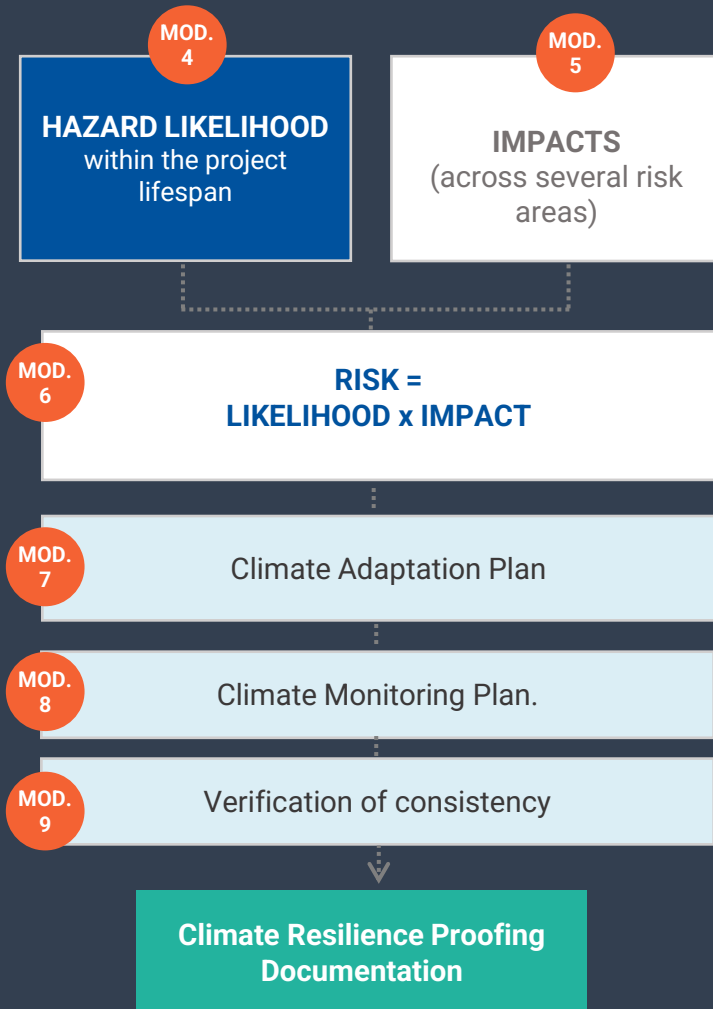 MOD.
4
HAZARD LIKELIHOOD
within the project
lifespan
MOD.
5
IMPACTS
(across several risk
areas)
MOD.
6
RISK =
LIKELIHOOD x IMPACT
MOD.
7
Climate Adaptation Plan
MOD.
8
Climate Monitoring Plan.
MOD.
9
Verification of consistency
Climate Resilience Proofing
Documentation